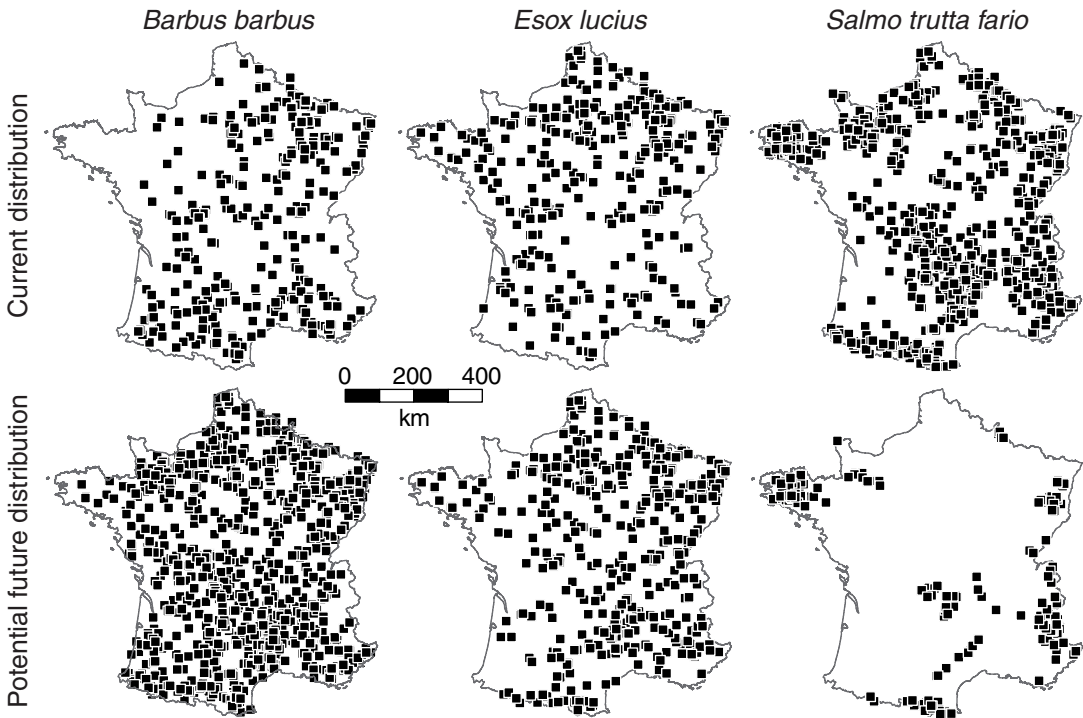 Barbus barbus
Esox lucius
Salmo trutta fario
Current distribution
0 200 400
km
Potential future distribution